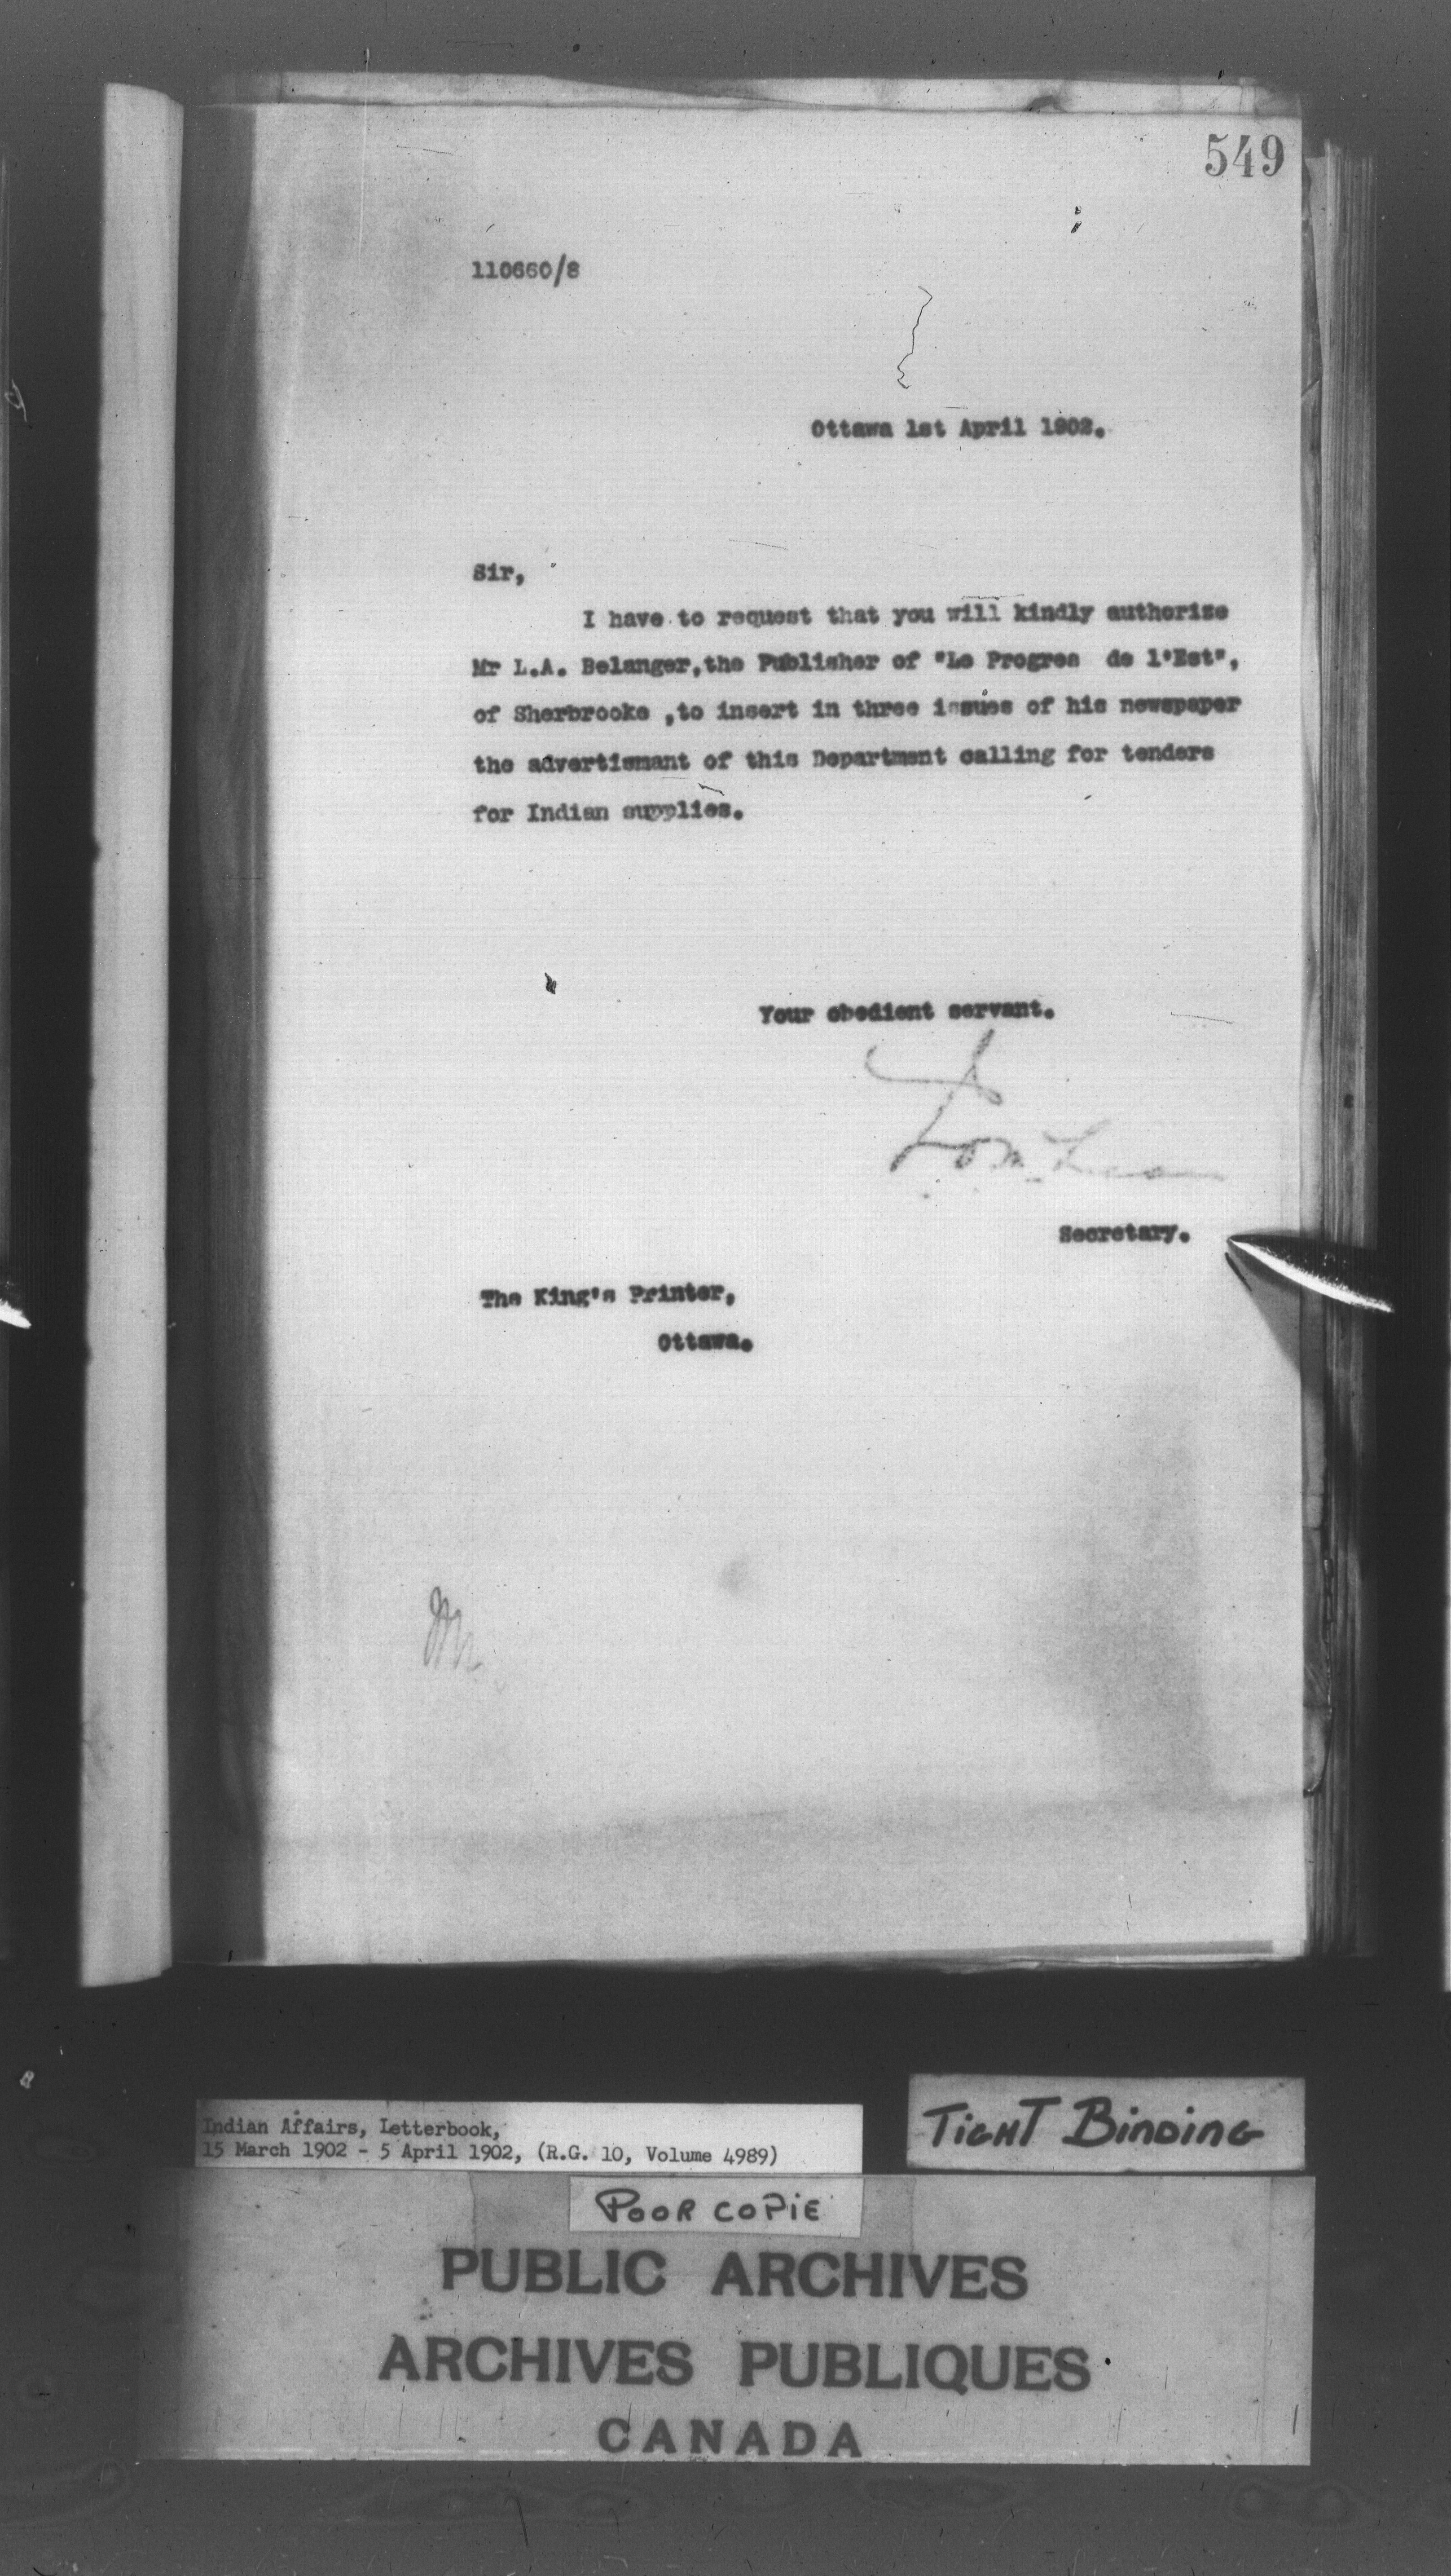 549
110660/8
Ottawa 1st April 1902.
Sir,
I have to request that you will kindly authorize
Mr L.A. Belanger,the Publisher of "Le Progres de l'Est",
of Sherbrooke ,to insert in three issues of his newspaper
the advertismant of this Department calling for tenders
for Indian supplies.
Your obedient servant.
Secretary.
The King's Printer,
Ottawa.
Indian Affairs, Letterbook,
15 March 1902 - 5 April 1902, (R.G. 10, Volume 4989)
TIGHT BINDING
POOR COPIE
PUBLIC ARCHIVES
ARCHIVES PUBLIQUES
CANADA